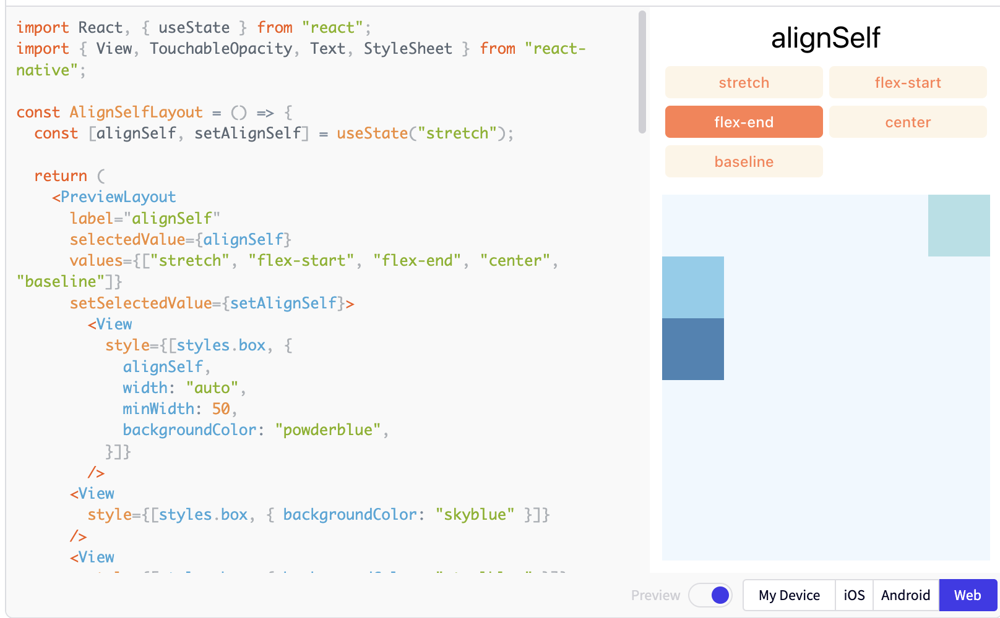 import React, { useState } from "react";
import { View, TouchableOpacity, Text, StyleSheet } from "react-
native";
const AlignSelfLayout = () => {
const [alignSelf, setAlignSelf] = useState("stretch");
return (
<PreviewLayout
label="alignSelf"
selectedValue={alignSelf}
values={["stretch", "flex-start", "flex-end", "center",
"baseline"]}
setSelectedValue={setAlignSelf}>
<View
style={[styles.box, {
alignSelf,
width: "auto",
minWidth: 50,
backgroundColor: "powderblue",
}]}
/>
<View
style={[styles.box, { backgroundColor: "skyblue" }]}
/>
<View
alignSelf
stretch
flex-start
flex-end
center
baseline
Preview
My Device
iOS
Android
Web